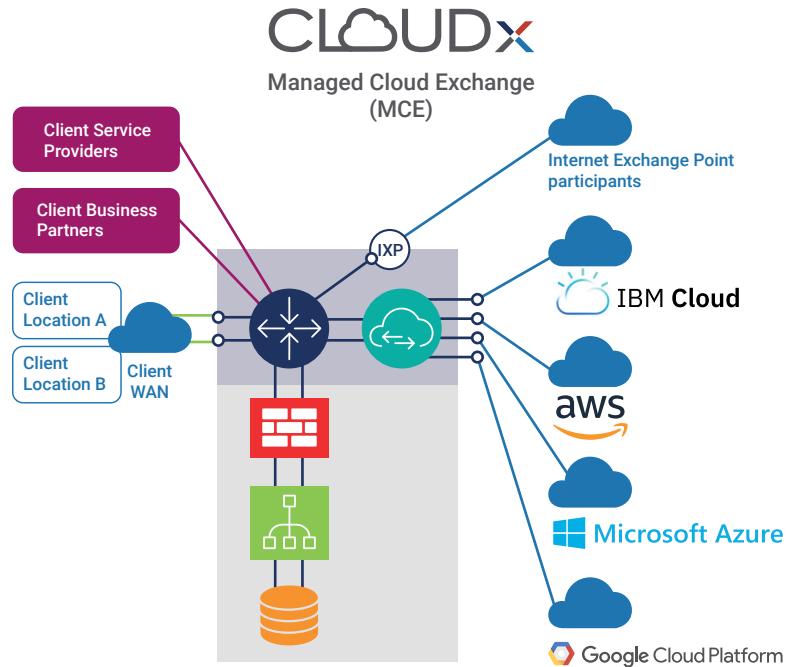 CLOUDX
Managed Cloud Exchange
(MCE)
Client Service
Providers
Client Business
Partners
Client
Location A
Client
Location B
Client
WAN
IXP
Internet Exchange Point
participants
IBM Cloud
aws
Microsoft Azure
Google Cloud Platform